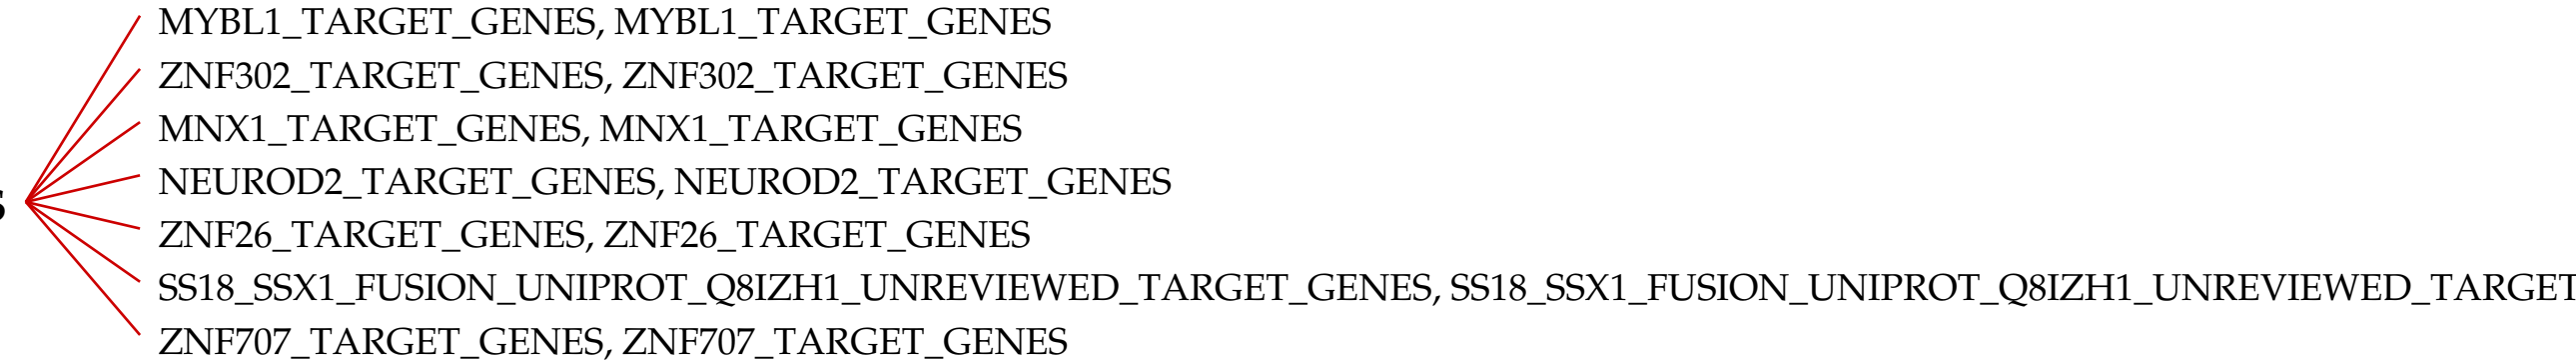 MYBL1_TARGET_GENES, MYBL1_TARGET_GENES
ZNF302_TARGET_GENES, ZNF302_TARGET_GENES
MNX1_TARGET_GENES, MNX1_TARGET_GENES
NEUROD2_TARGET_GENES, NEUROD2_TARGET_GENES
ZNF26_TARGET_GENES, ZNF26_TARGET_GENES
SS18_SSX1_FUSION_UNIPROT_Q8IZH1_UNREVIEWED_TARGET_GENES, SS18_SSX1_FUSION_UNIPROT_Q8IZH1_UNREVIEWED_TARGET
ZNF707_TARGET_GENES, ZNF707_TARGET_GENES